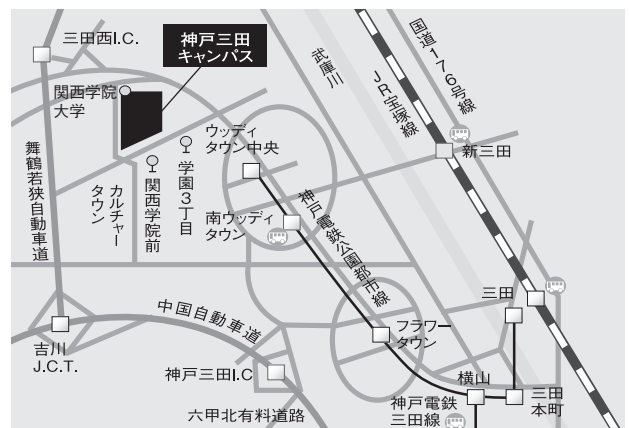 三田西I.C.
神戸三田
キャンパス
関西学院
大学
武庫川
JR宝塚線
国道176号線
ウッディ
タウン中央
新三田
学園3丁目
関西学院前
カルチャー
タウン
舞鶴若狭自動車道
南ウッディ
タウン
神戸電鉄公園都市線
三田
中国自動車道
フラワー
タウン
吉川
J.C.T.
神戸三田I.C
横山
三田
本町
神戸電鉄
三田線
六甲北有料道路